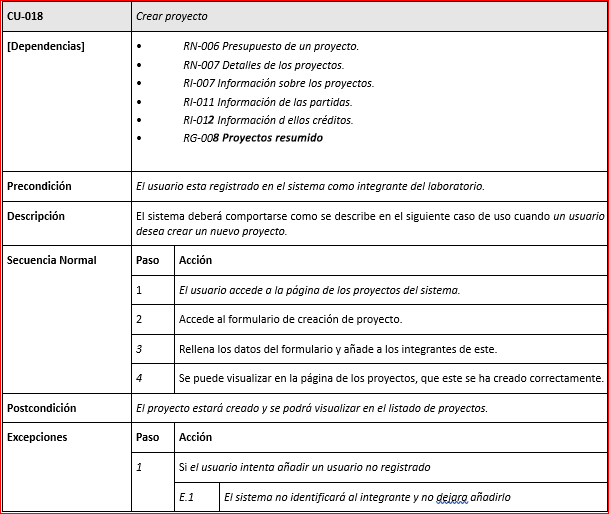 CU-018 Crear proyecto
[Dependencias] • RN-006 Presupuesto de un proyecto.
• RN-007 Detalles de los proyectos.
• RI-007 Información sobre los proyectos.
• RI-011 Información de las partidas.
• RI-012 Información d ellos créditos.
• RG-008 Proyectos resumido
Precondición El usuario esta registrado en el sistema como integrante del laboratorio.
Descripción El sistema deberá comportarse como se describe en el siguiente caso de uso cuando un usuario
desea crear un nuevo proyecto.
Secuencia Normal Paso Acción
1 El usuario accede a la página de los proyectos del sistema.
2 Accede al formulario de creación de proyecto.
3 Rellena los datos del formulario y añade a los integrantes de este.
4 Se puede visualizar en la página de los proyectos, que este se ha creado correctamente.
Postcondición El proyecto estará creado y se podrá visualizar en el listado de proyectos.
Excepciones Paso Acción
1 Si el usuario intenta añadir un usuario no registrado
E.1 El sistema no identificará al integrante y no dejara añadirlo